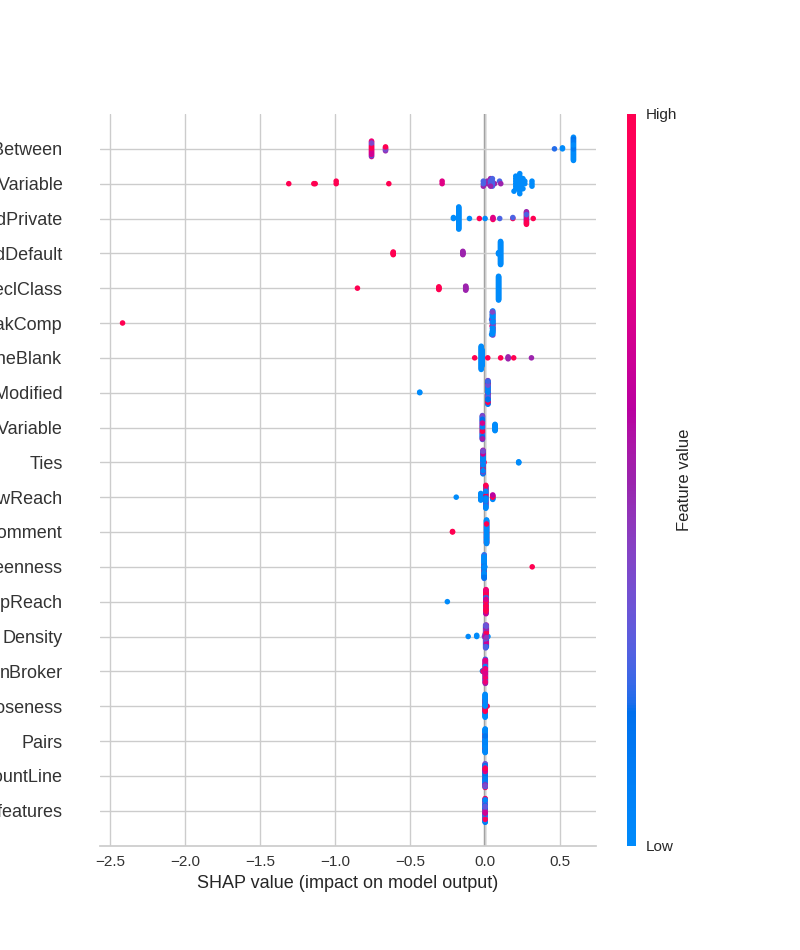 High
Between
Variable
dPrivate
dDefault
eclClass
akComp
neBlank
Modified
Variable
Ties
wReach
omment
eenness
pReach
Density
nBroker
oseness
Pairs
ountLine
features
Low
−2.5 −2.0 −1.5 −1.0 −0.5 0.0 0.5
SHAP value (impact on model output)
Feature value